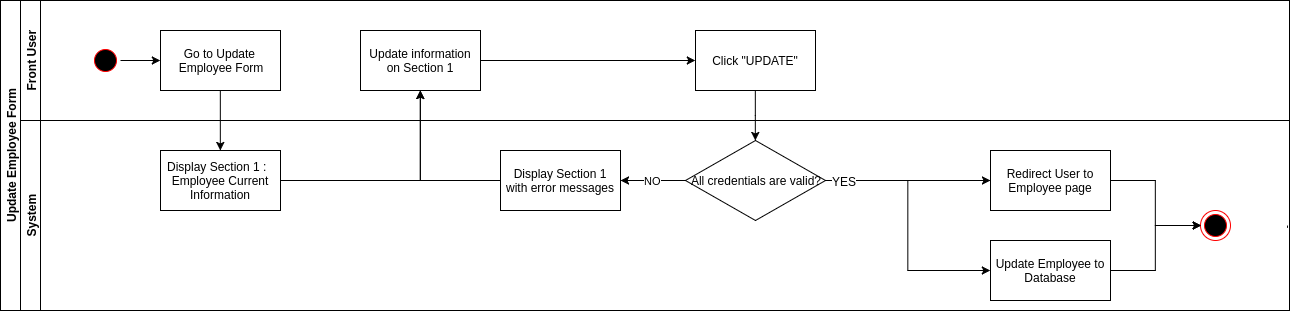 Update Employee Form
Front User
Go to Update
Employee Form
Update information
on Section 1
Click "UPDATE"
System
Display Section 1 :
Employee Current
Information
Display Section 1
with error messages
NO
All credentials are valid?
YES
Redirect User to
Employee page
Update Employee to
Database